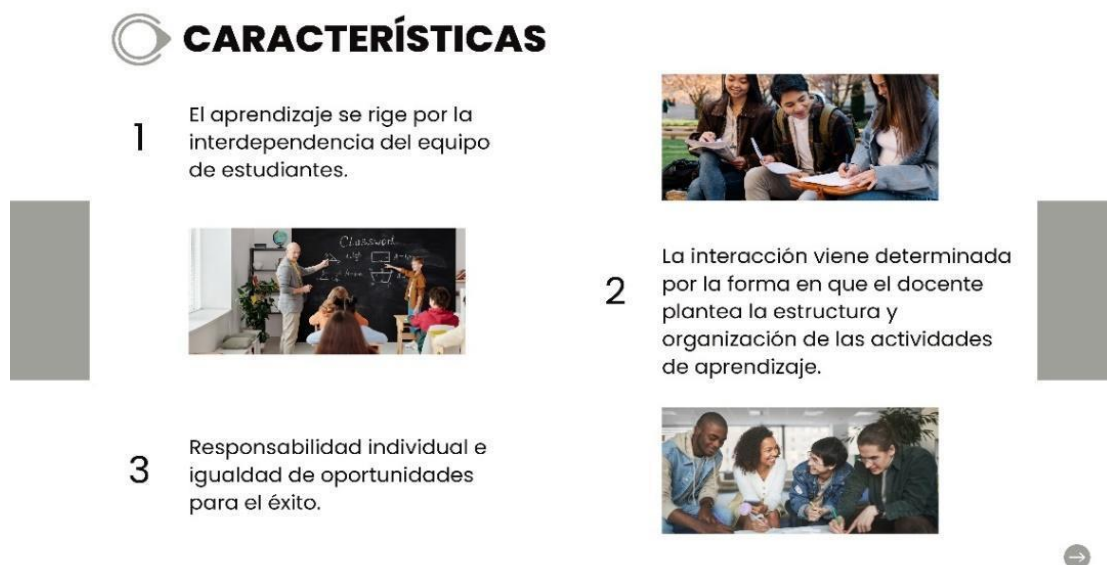 CARACTERÍSTICAS
1
El aprendizaje se rige por la
interdependencia del equipo
de estudiantes.
Classwork
2
La interacción viene determinada
por la forma en que el docente
plantea la estructura y
organización de las actividades
de aprendizaje.
3
Responsabilidad individual e
igualdad de oportunidades
para el éxito.